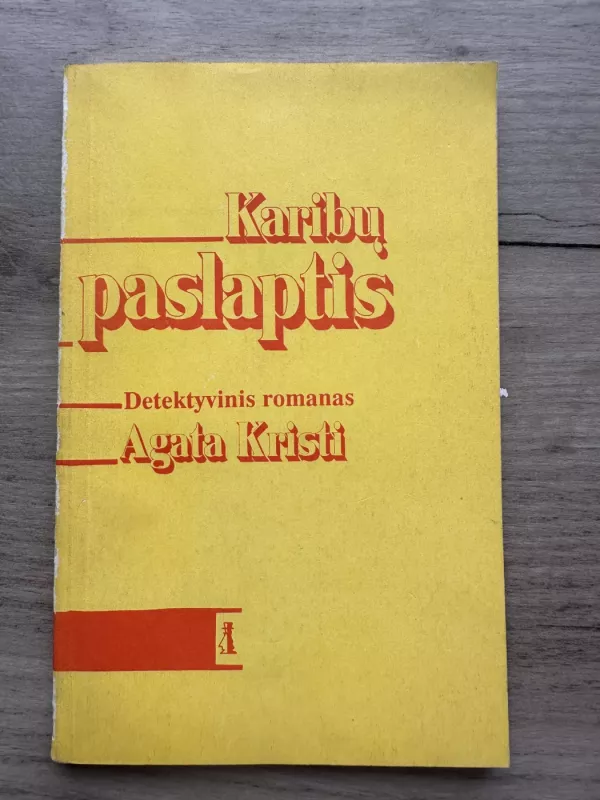 Karibų
paslaptis
Detektyvinis romanas
Agata Kristi